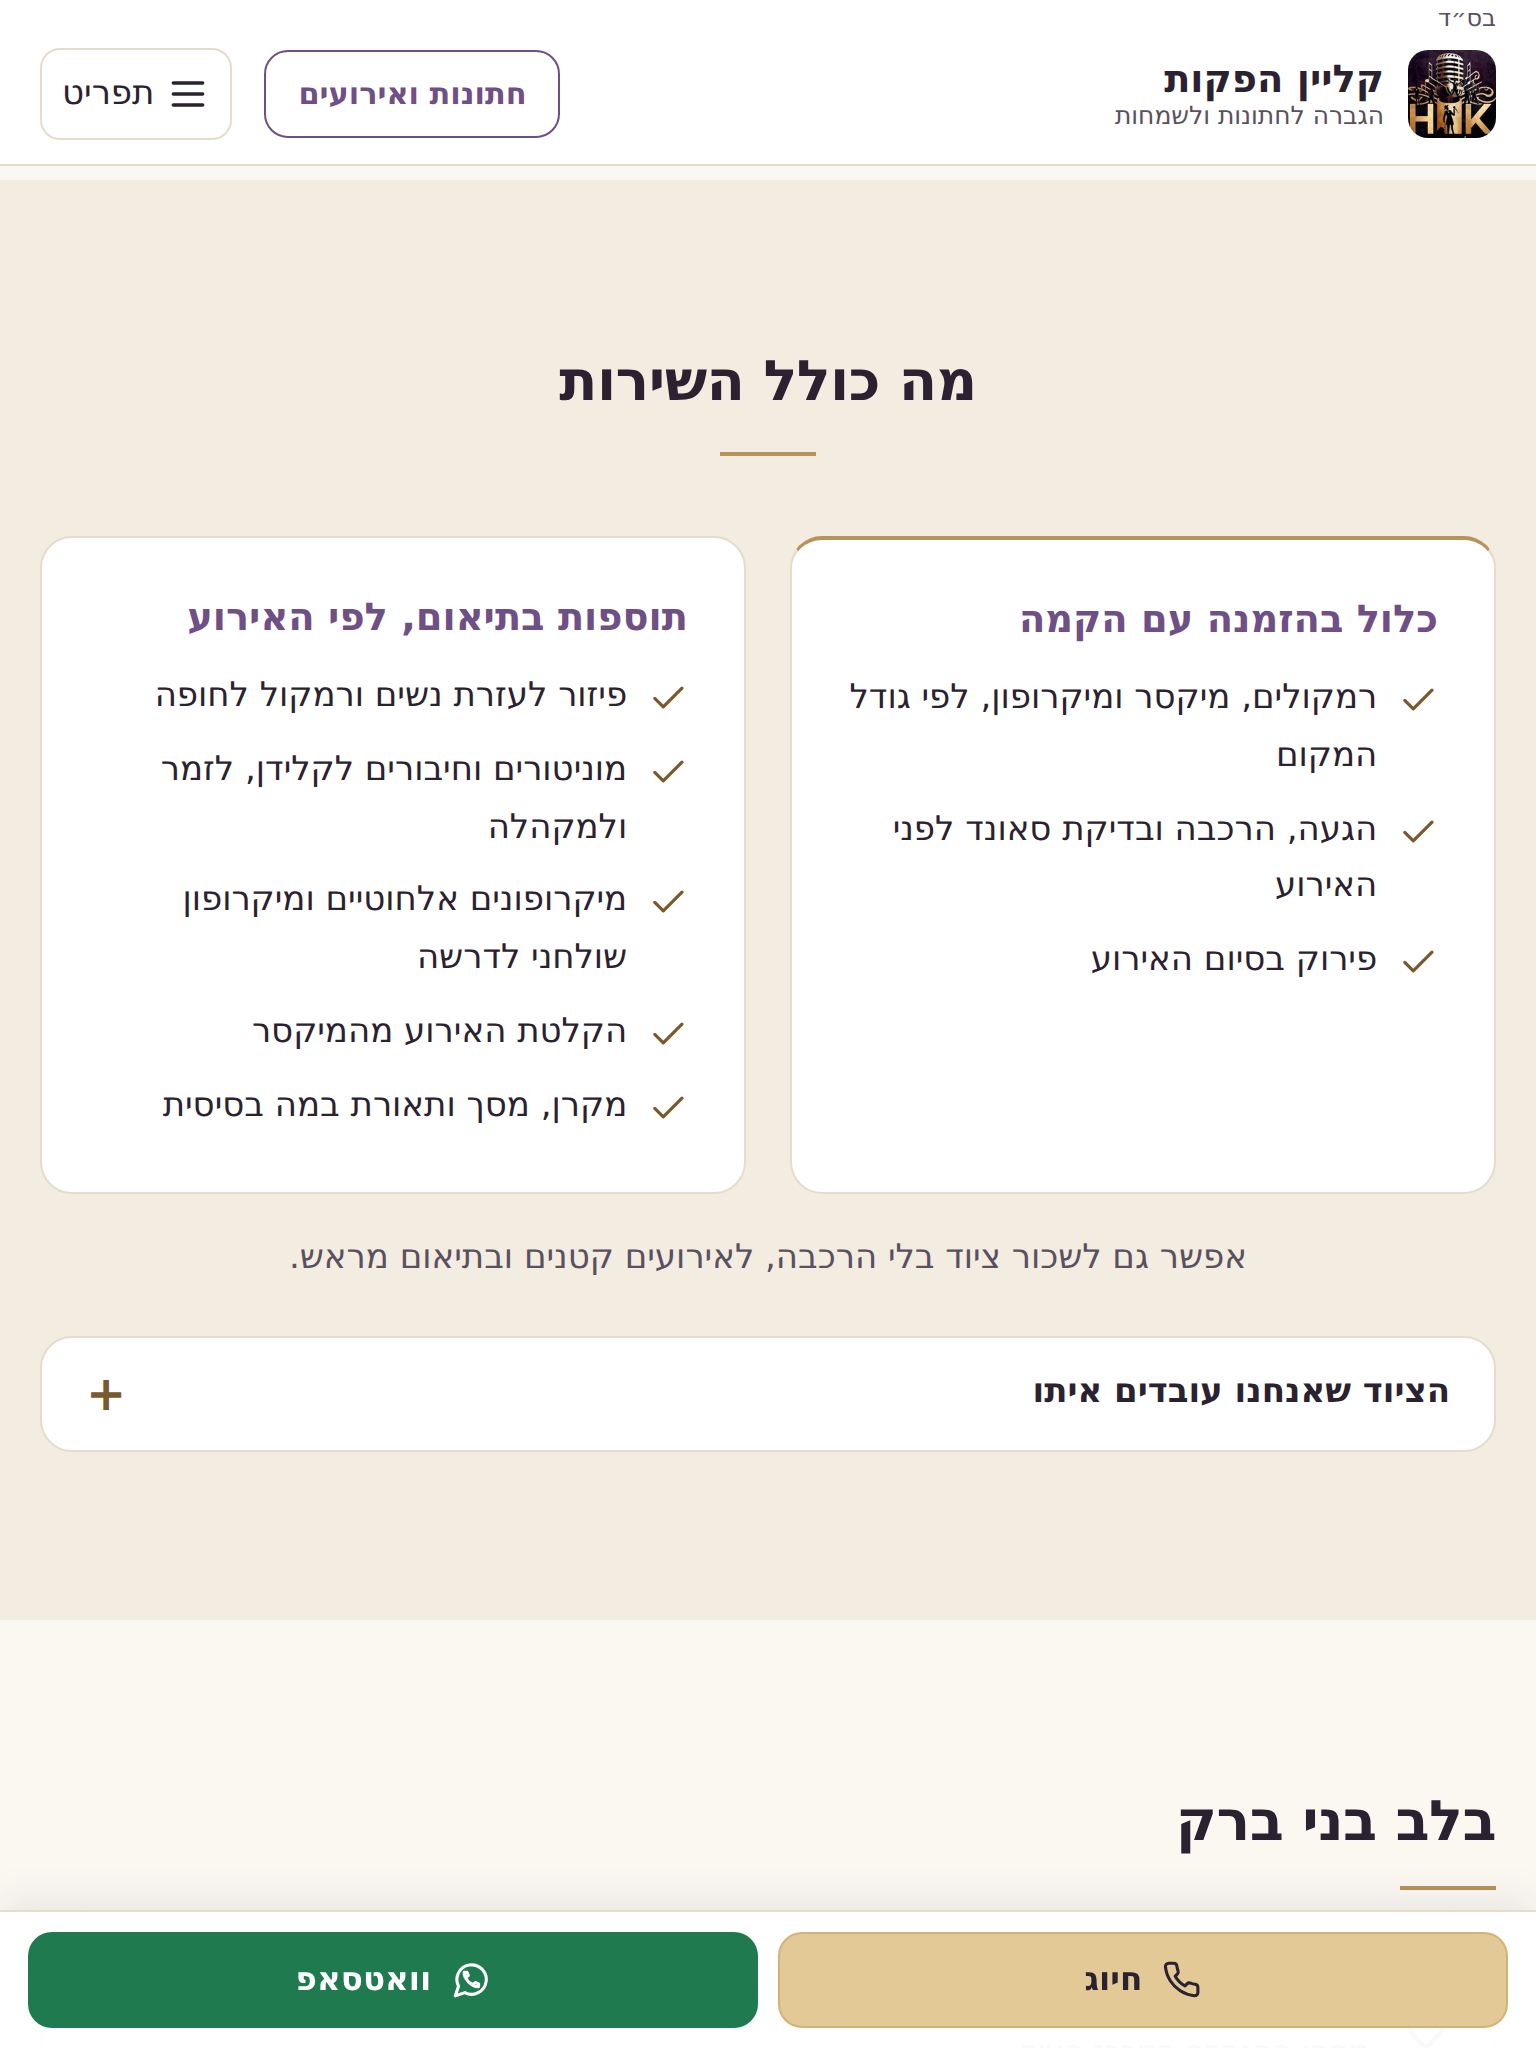 בס״ד
קליין הפקות
הגברה לחתונות ולשמחות
HK
חתונות ואירועים
תפריט
מה כולל השירות
כלול בהזמנה עם הקמה
רמקולים, מיקסר ומיקרופון, לפי גודל
המקום
הגעה, הרכבה ובדיקת סאונד לפני
האירוע
פירוק בסיום האירוע
תוספות בתיאום, לפי האירוע
פיזור לעזרת נשים ורמקול לחופה
מוניטורים וחיבורים לקלידן, לזמר
ולמקהלה
מיקרופונים אלחוטיים ומיקרופון
שולחני לדרשה
הקלטת האירוע מהמיקסר
מקרן, מסך ותאורת במה בסיסית
אפשר גם לשכור ציוד בלי הרכבה, לאירועים קטנים ובתיאום מראש.
הציוד שאנחנו עובדים איתו
+
בלב בני ברק
חיוג
וואטסאפ